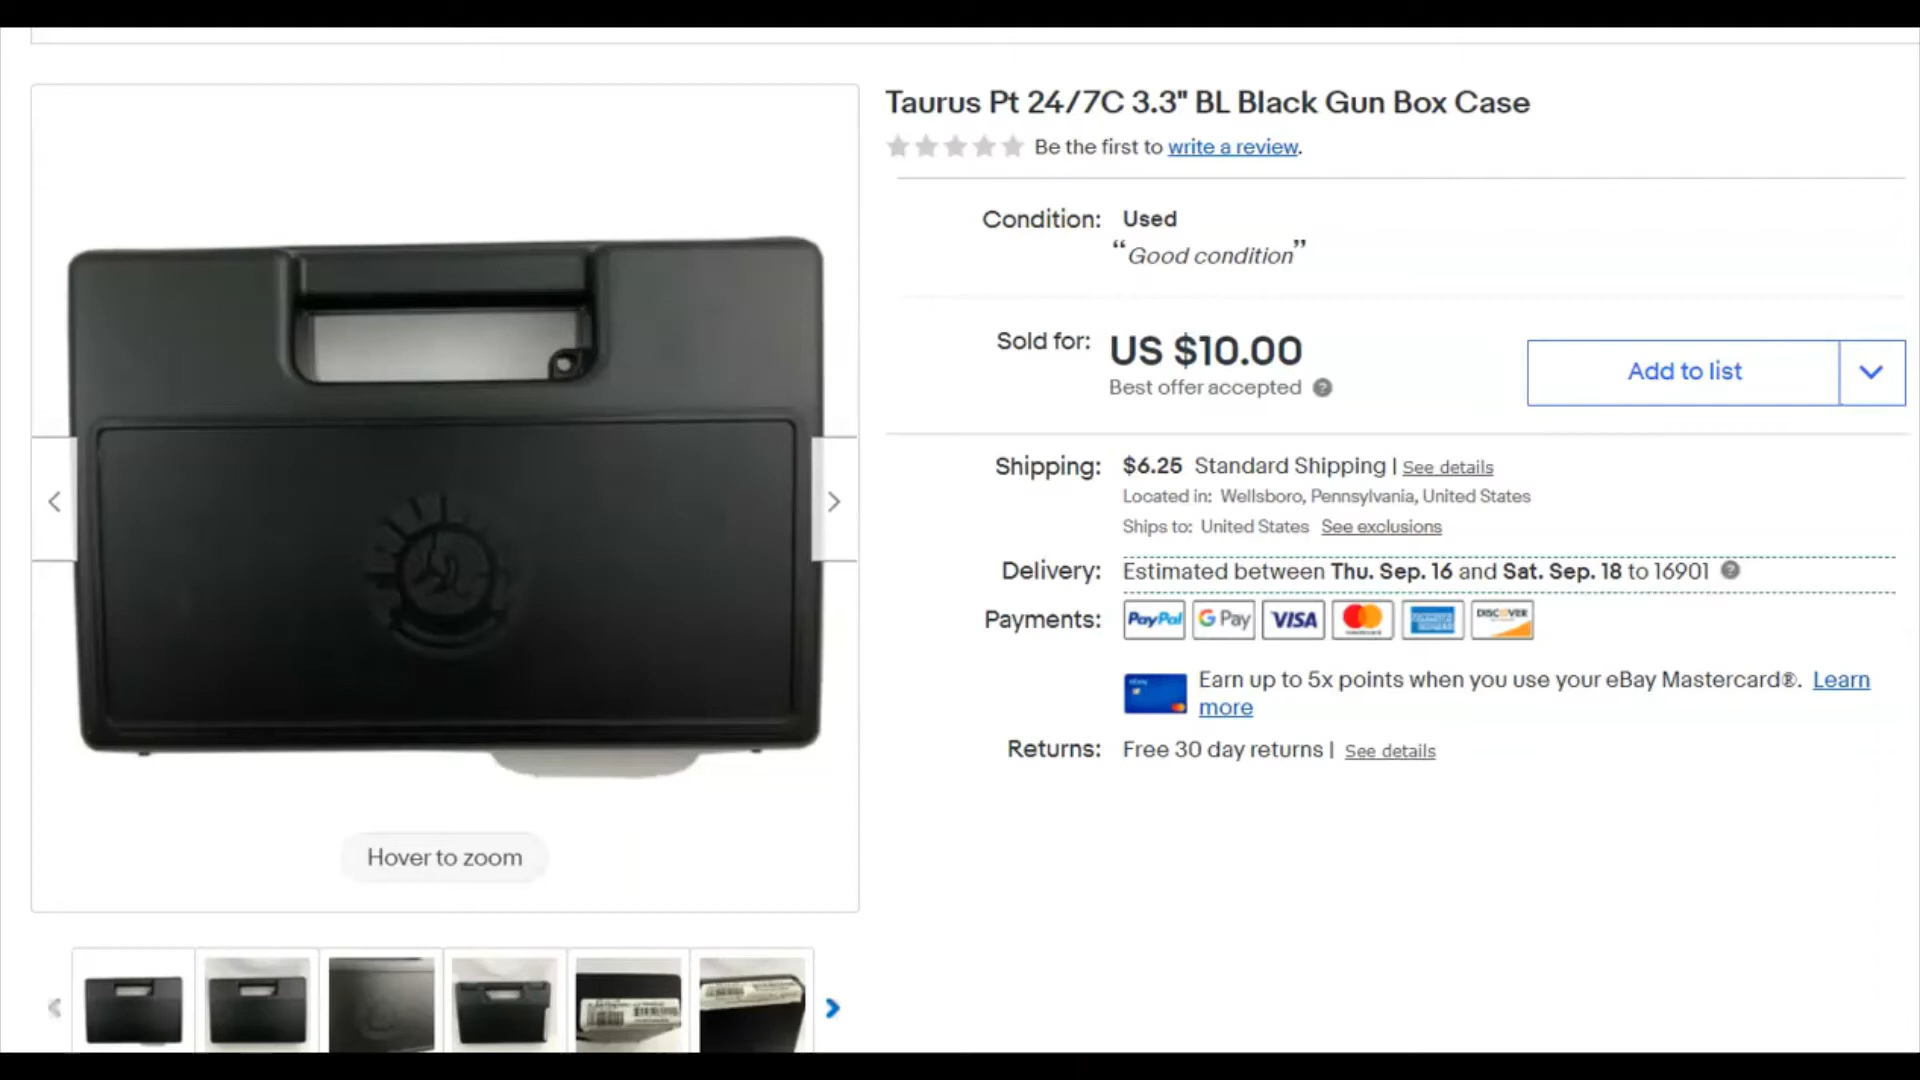 Taurus Pt 24/7C 3.3" BL Black Gun Box Case
Be the first to write a review.
Condition: Used
“Good condition”
Sold for: US $10.00
Best offer accepted
Add to list
Shipping: $6.25 Standard Shipping | See details
Located in: Wellsboro, Pennsylvania, United States
Ships to: United States See exclusions
Delivery: Estimated between Thu. Sep. 16 and Sat. Sep. 18 to 16901
Payments: PayPal G Pay VISA DISCOVER
Earn up to 5x points when you use your eBay Mastercard®. Learn
more
Returns: Free 30 day returns | See details
Hover to zoom